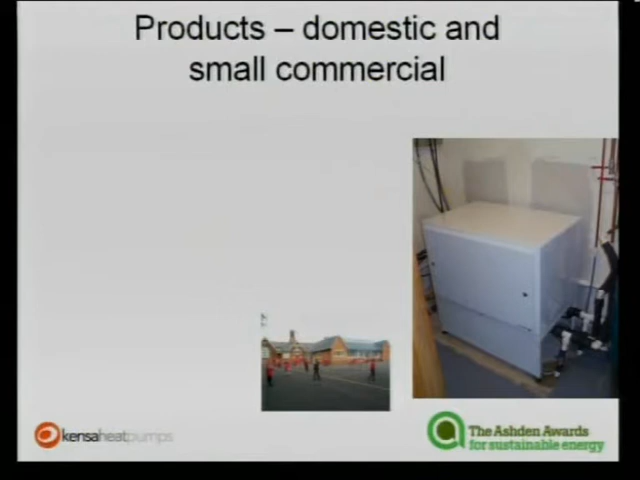 Products – domestic and
small commercial
kensaheatpumps
The Ashden Awards
for sustainable energy